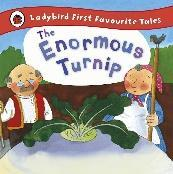 Ladybird First Favourite Tales
The
Enormous
Turnip